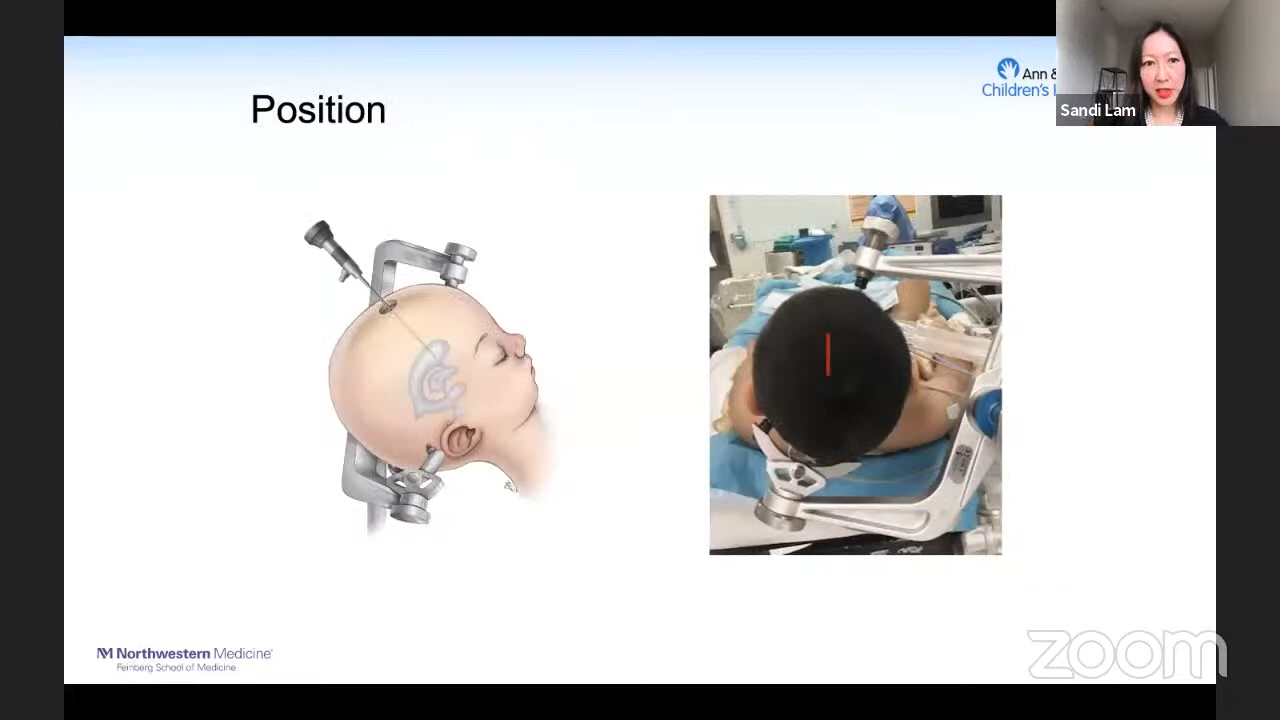 Position
Ann &
Children's H
Sandi Lam
Northwestern Medicine
Feinberg School of Medicine
zoom